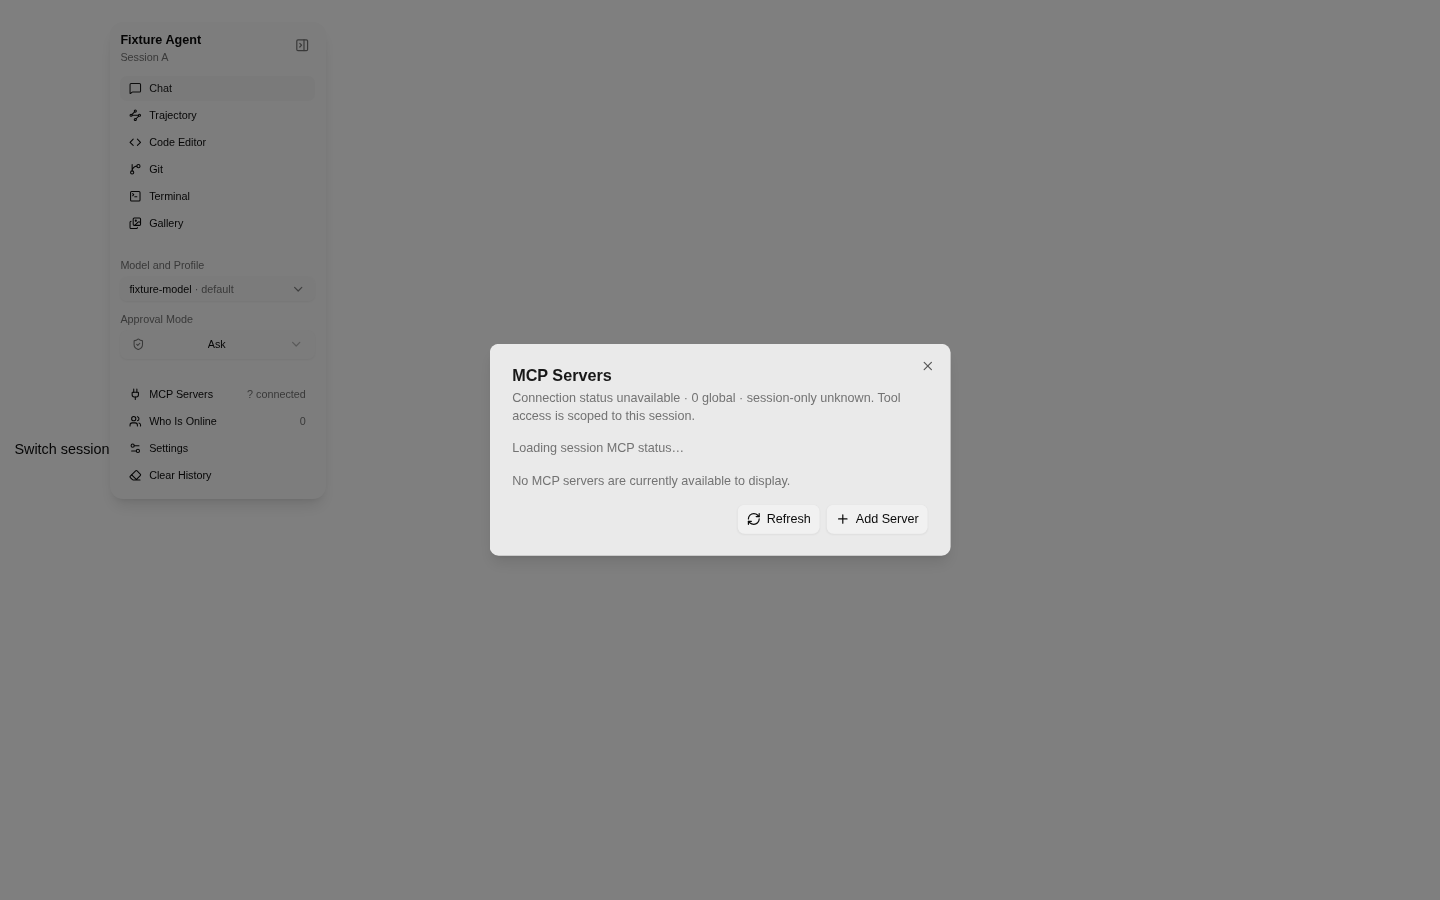 Fixture Agent
Session A
Chat
Trajectory
Code Editor
Git
Terminal
Gallery
Model and Profile
fixture-model · default
Approval Mode
Ask
MCP Servers ? connected
Who Is Online 0
Switch session
Settings
Clear History
MCP Servers
Connection status unavailable · 0 global · session-only unknown. Tool
access is scoped to this session.
Loading session MCP status…
No MCP servers are currently available to display.
Refresh
Add Server